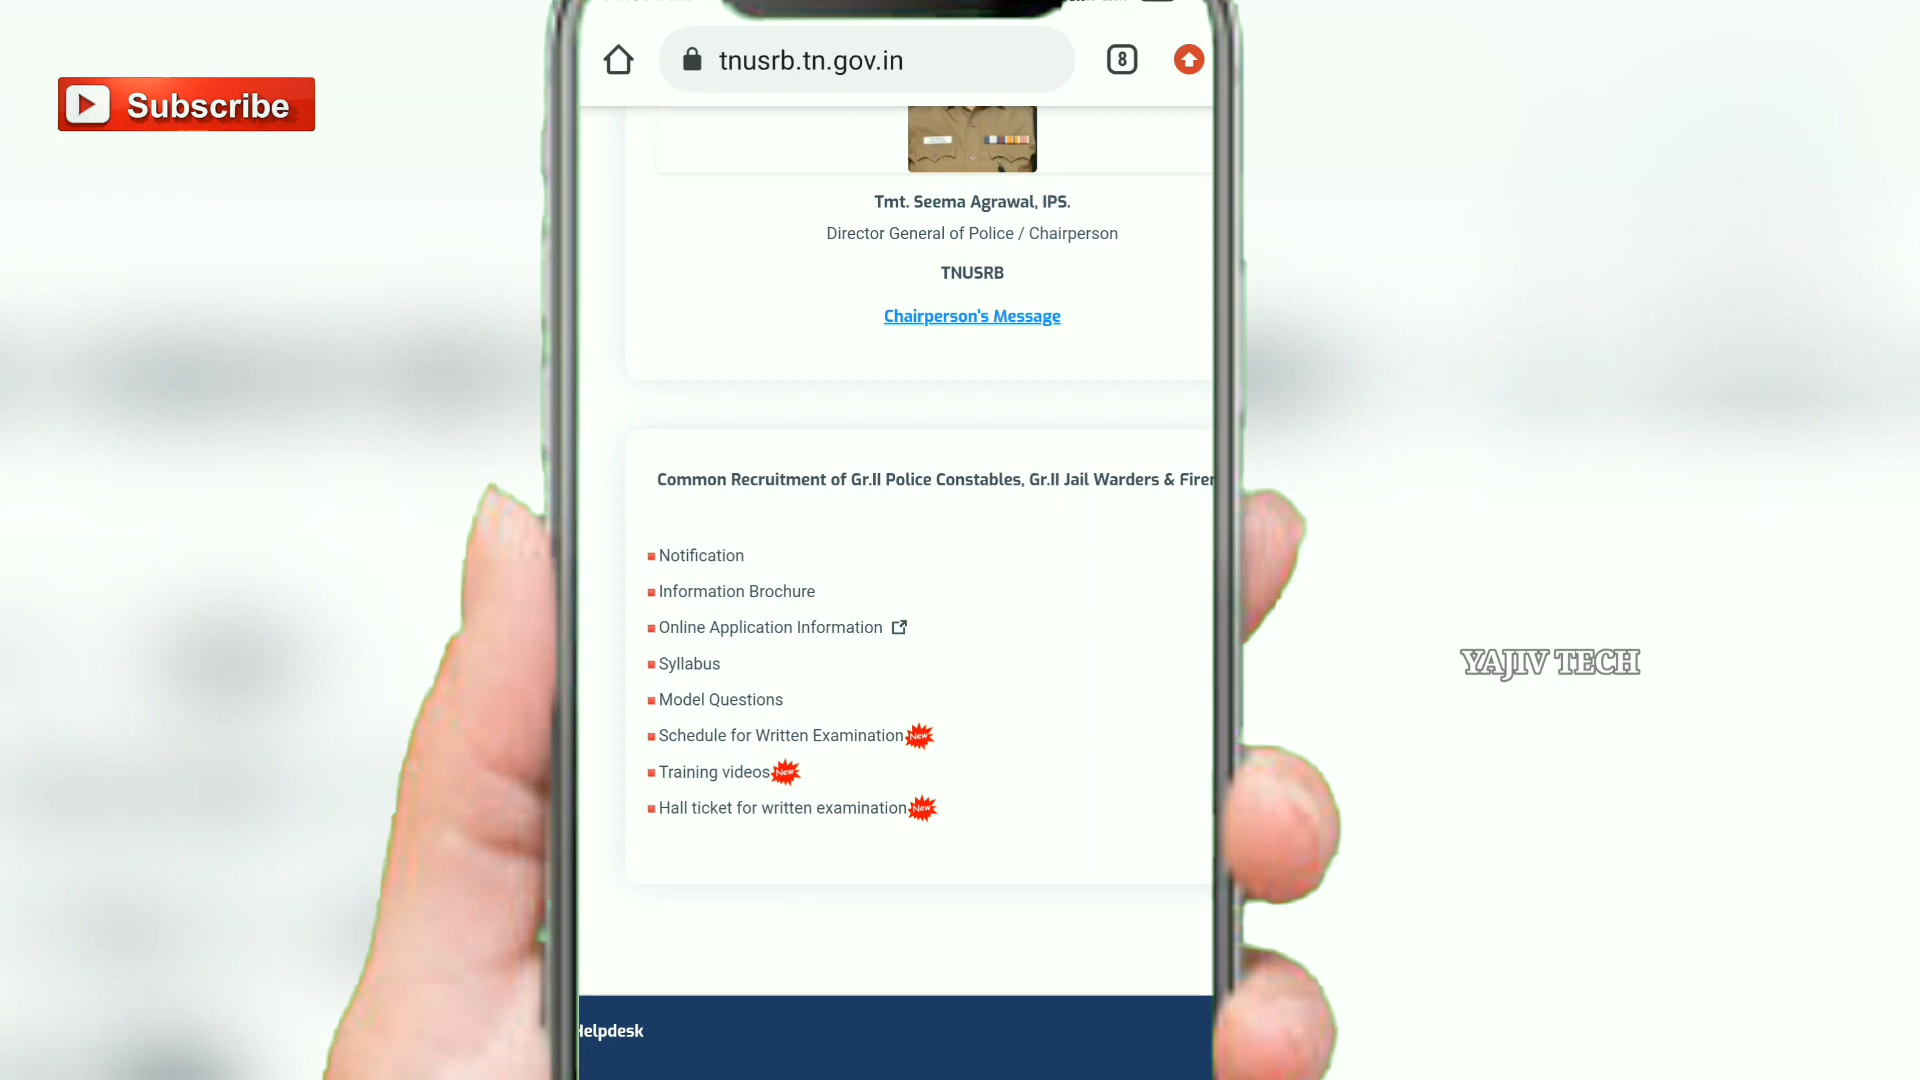 Subscribe
tnusrb.tn.gov.in
8
Tmt. Seema Agrawal, IPS.
Director General of Police / Chairperson
TNUSRB
Chairperson's Message
Common Recruitment of Gr.II Police Constables, Gr.II Jail Warders & Firer
Notification
Information Brochure
Online Application Information
Syllabus
Model Questions
Schedule for Written Examination New
Training videos New
Hall ticket for written examination New
Helpdesk
YAJIV TECH